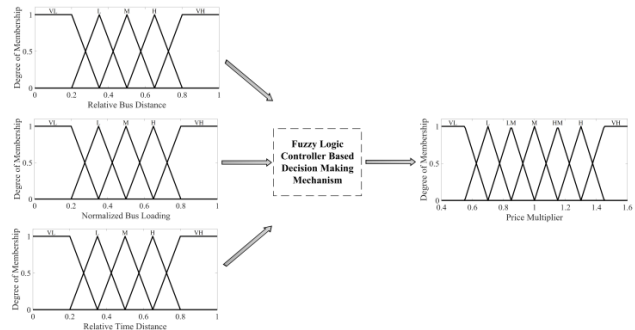 VL L M H VH
Degree of Membership
1
0.5
0
0 0.2 0.4 0.6 0.8 1
Relative Bus Distance
VL L M H VH
Degree of Membership
1
0.5
0
0 0.2 0.4 0.6 0.8 1
Normalized Bus Loading
VL L M H VH
Degree of Membership
1
0.5
0
0 0.2 0.4 0.6 0.8 1
Relative Time Distance
Fuzzy Logic
Controller Based
Decision Making
Mechanism
VL L LM M HM H VH
Degree of Membership
1
0.5
0
0.4 0.6 0.8 1 1.2 1.4 1.6
Price Multiplier